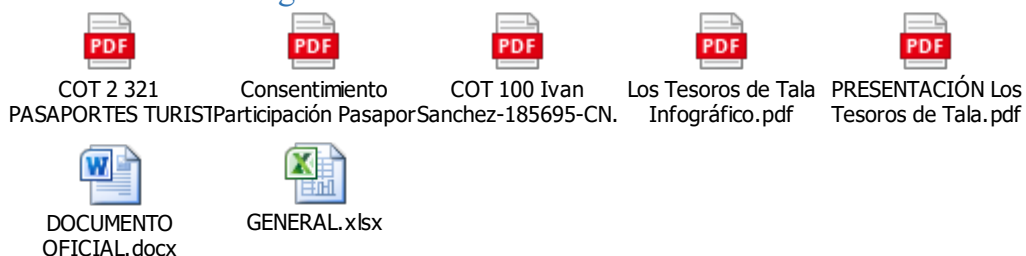 PDF PDF PDF PDF PDF
COT 2 321 Consentimiento COT 100 Ivan Los Tesoros de Tala PRESENTACIÓN Los
PASAPORTES TURIST Participación Pasapor Sanchez-185695-CN. Infográfico.pdf Tesoros de Tala.pdf
W X
DOCUMENTO GENERAL.xlsx
OFICIAL.docx